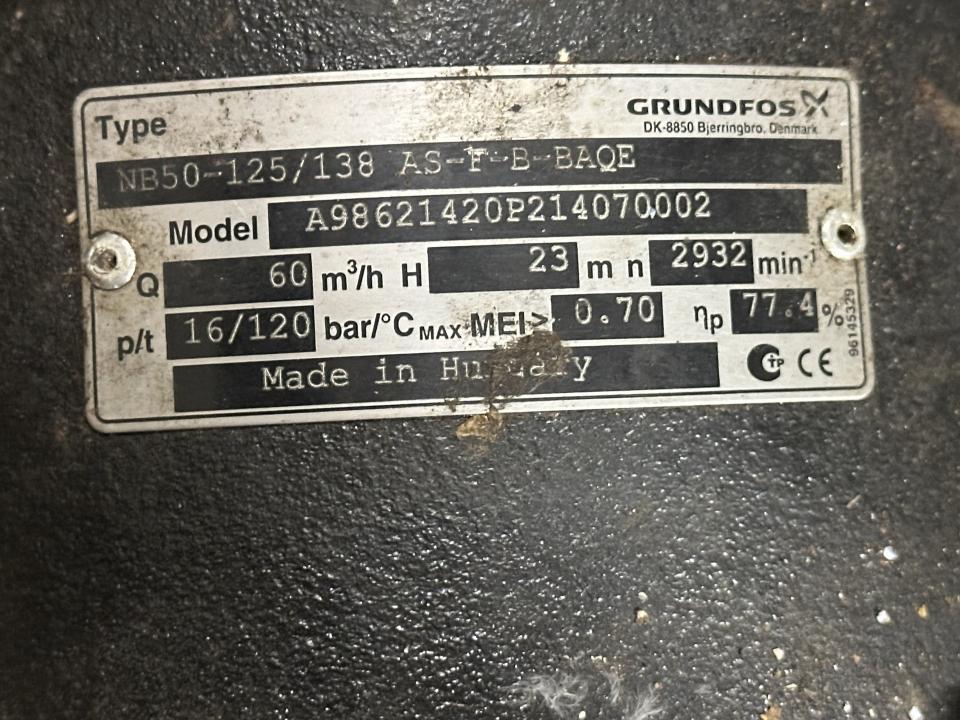 GRUNDFOS
Type
DK-8850 Bjerringbro, Denmark
NB50-125/138 AS-F-B-BAQE
Model A98621420P214070002
Q 60 m³/h H 23 m n 2932 min⁻¹
p/t 16/120 bar/°C MAX MEI> 0.70 ηp 77.4 %
96145329
Made in Hungary
CE